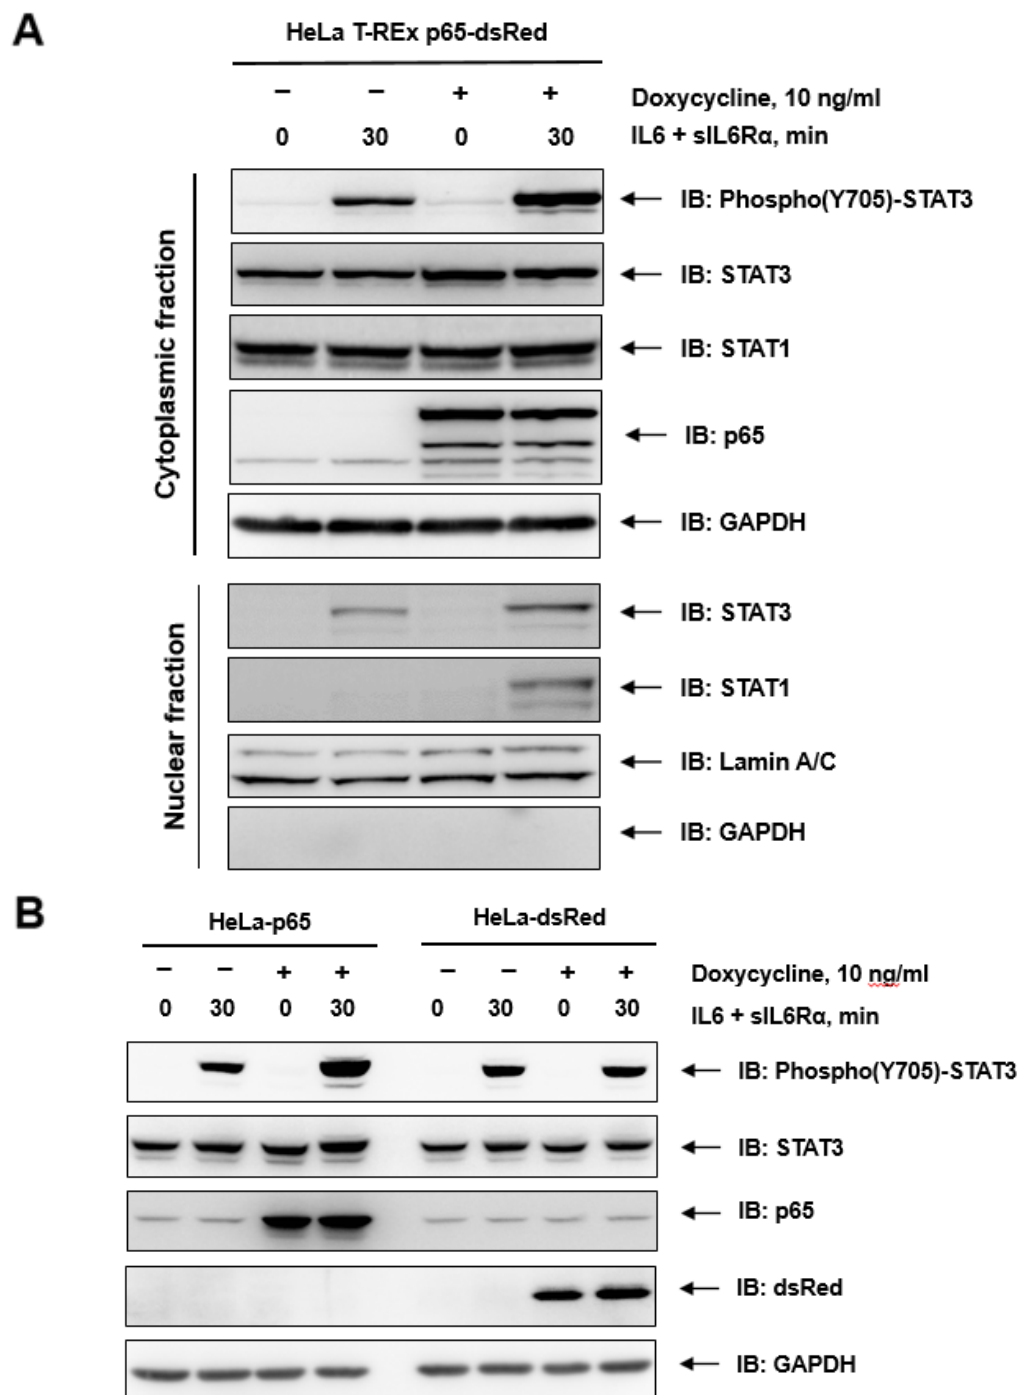 A
HeLa T-REx p65-dsRed
− − + + Doxycycline, 10 ng/ml
0 30 0 30 IL6 + sIL6Rα, min
Cytoplasmic fraction
IB: Phospho(Y705)-STAT3
IB: STAT3
IB: STAT1
IB: p65
IB: GAPDH
Nuclear fraction
IB: STAT3
IB: STAT1
IB: Lamin A/C
IB: GAPDH
B
HeLa-p65 HeLa-dsRed
− − + + − − + + Doxycycline, 10 ng/ml
0 30 0 30 0 30 0 30 IL6 + sIL6Rα, min
IB: Phospho(Y705)-STAT3
IB: STAT3
IB: p65
IB: dsRed
IB: GAPDH